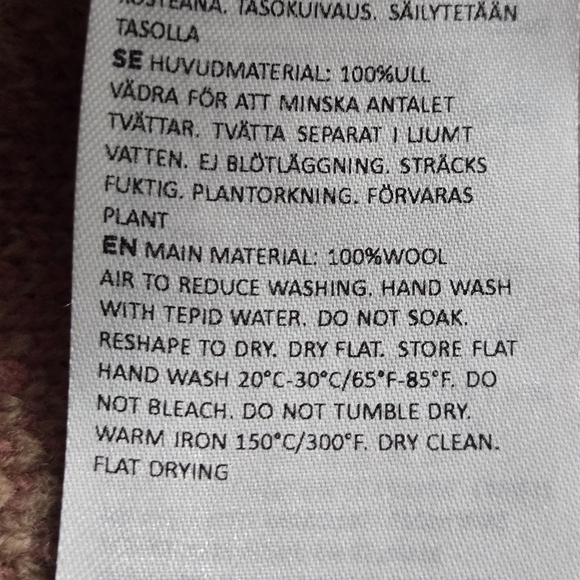 KOSTEANA. TASOKUIVAUS. SÄILYTETÄÄN
TASOLLA
SE HUVUDMATERIAL: 100%ULL
VÄDRA FÖR ATT MINSKA ANTALET
TVÄTTAR. TVÄTTA SEPARAT I LJUMT
VATTEN. EJ BLÖTLÄGGNING. STRÄCKS
FUKTIG. PLANTORKNING. FÖRVARAS
PLANT
EN MAIN MATERIAL: 100%WOOL
AIR TO REDUCE WASHING. HAND WASH
WITH TEPID WATER. DO NOT SOAK.
RESHAPE TO DRY. DRY FLAT. STORE FLAT
HAND WASH 20°C-30°C/65°F-85°F. DO
NOT BLEACH. DO NOT TUMBLE DRY.
WARM IRON 150°C/300°F. DRY CLEAN.
FLAT DRYING